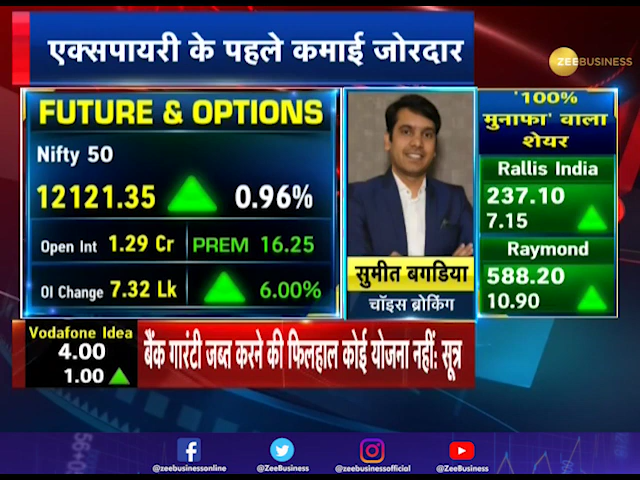 एक्सपायरी के पहले कमाई जोरदार
ZEEBUSINESS
FUTURE & OPTIONS
Nifty 50
12121.35 0.96%
Open Int 1.29 Cr PREM 16.25
OI Change 7.32 Lk 6.00%
सुमीत बगडिया
चॉइस ब्रोकिंग
'100%
मुनाफा' वाला
शेयर
Rallis India
237.10
7.15
Raymond
588.20
10.90
Vodafone Idea
4.00
1.00
बैंक गारंटी जब्त करने की फिलहाल कोई योजना नहीं: सूत्र
@zeebusinessonline
@ZeeBusiness
@zeebusinessofficial
@ZeeBusiness